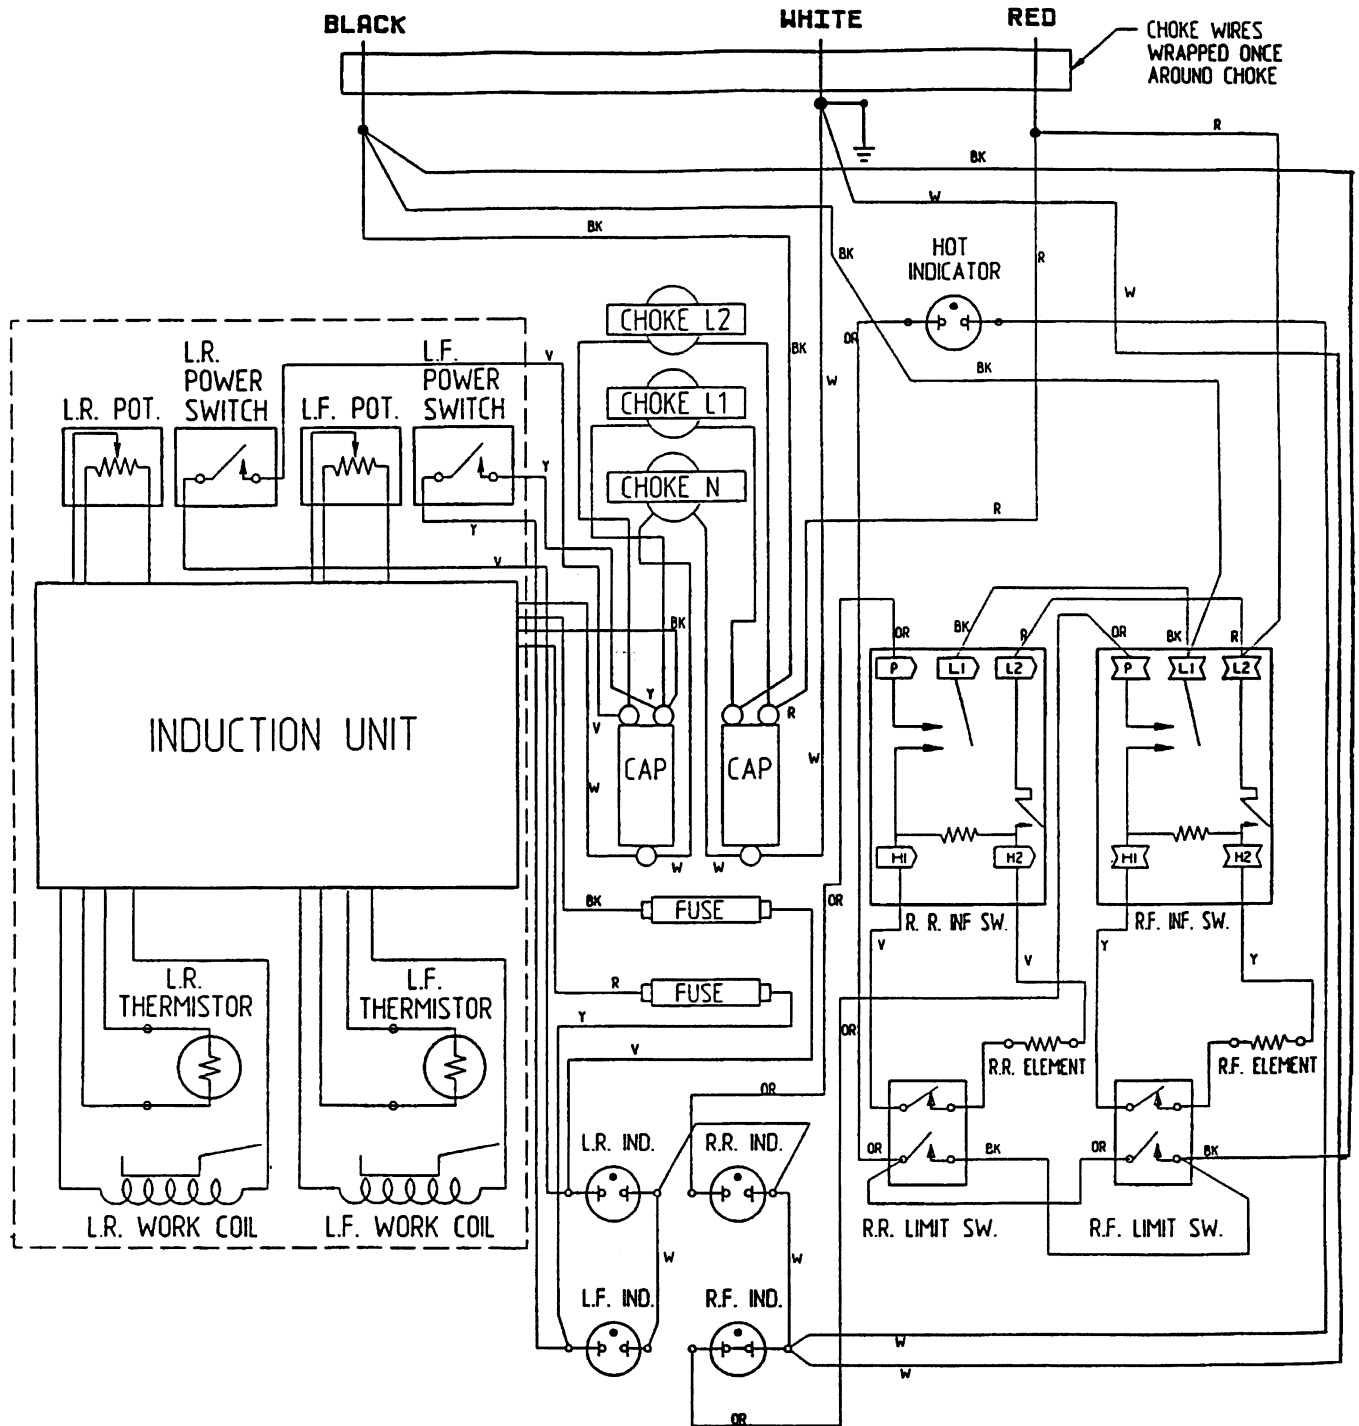 BLACK
WHITE
RED
CHOKE WIRES
WRAPPED ONCE
AROUND CHOKE
R
BK
W
BK
BK
R
HOT
INDICATOR
W
OR
BK
W
BK
CHOKE L2
CHOKE L1
CHOKE N
L.R.
POWER
SWITCH
L.F.
POWER
SWITCH
L.R. POT.
L.F. POT.
V
Y
Y
V
R
BK
INDUCTION UNIT
Y
V
W
R
W
CAP
CAP
W
W
OR
BK
R
OR
BK
R
P
L1
L2
P
L1
L2
H1
H2
H1
H2
R. R. INF SW.
R.F. INF. SW.
BK
FUSE
OR
V
V
Y
Y
R
FUSE
Y
V
OR
L.R.
THERMISTOR
L.F.
THERMISTOR
R.R. ELEMENT
R.F. ELEMENT
OR
L.R. IND.
R.R. IND.
OR
BK
OR
BK
L.R. WORK COIL
L.F. WORK COIL
R.R. LIMIT SW.
R.F. LIMIT SW.
W
W
L.F. IND.
R.F. IND.
W
W
OR